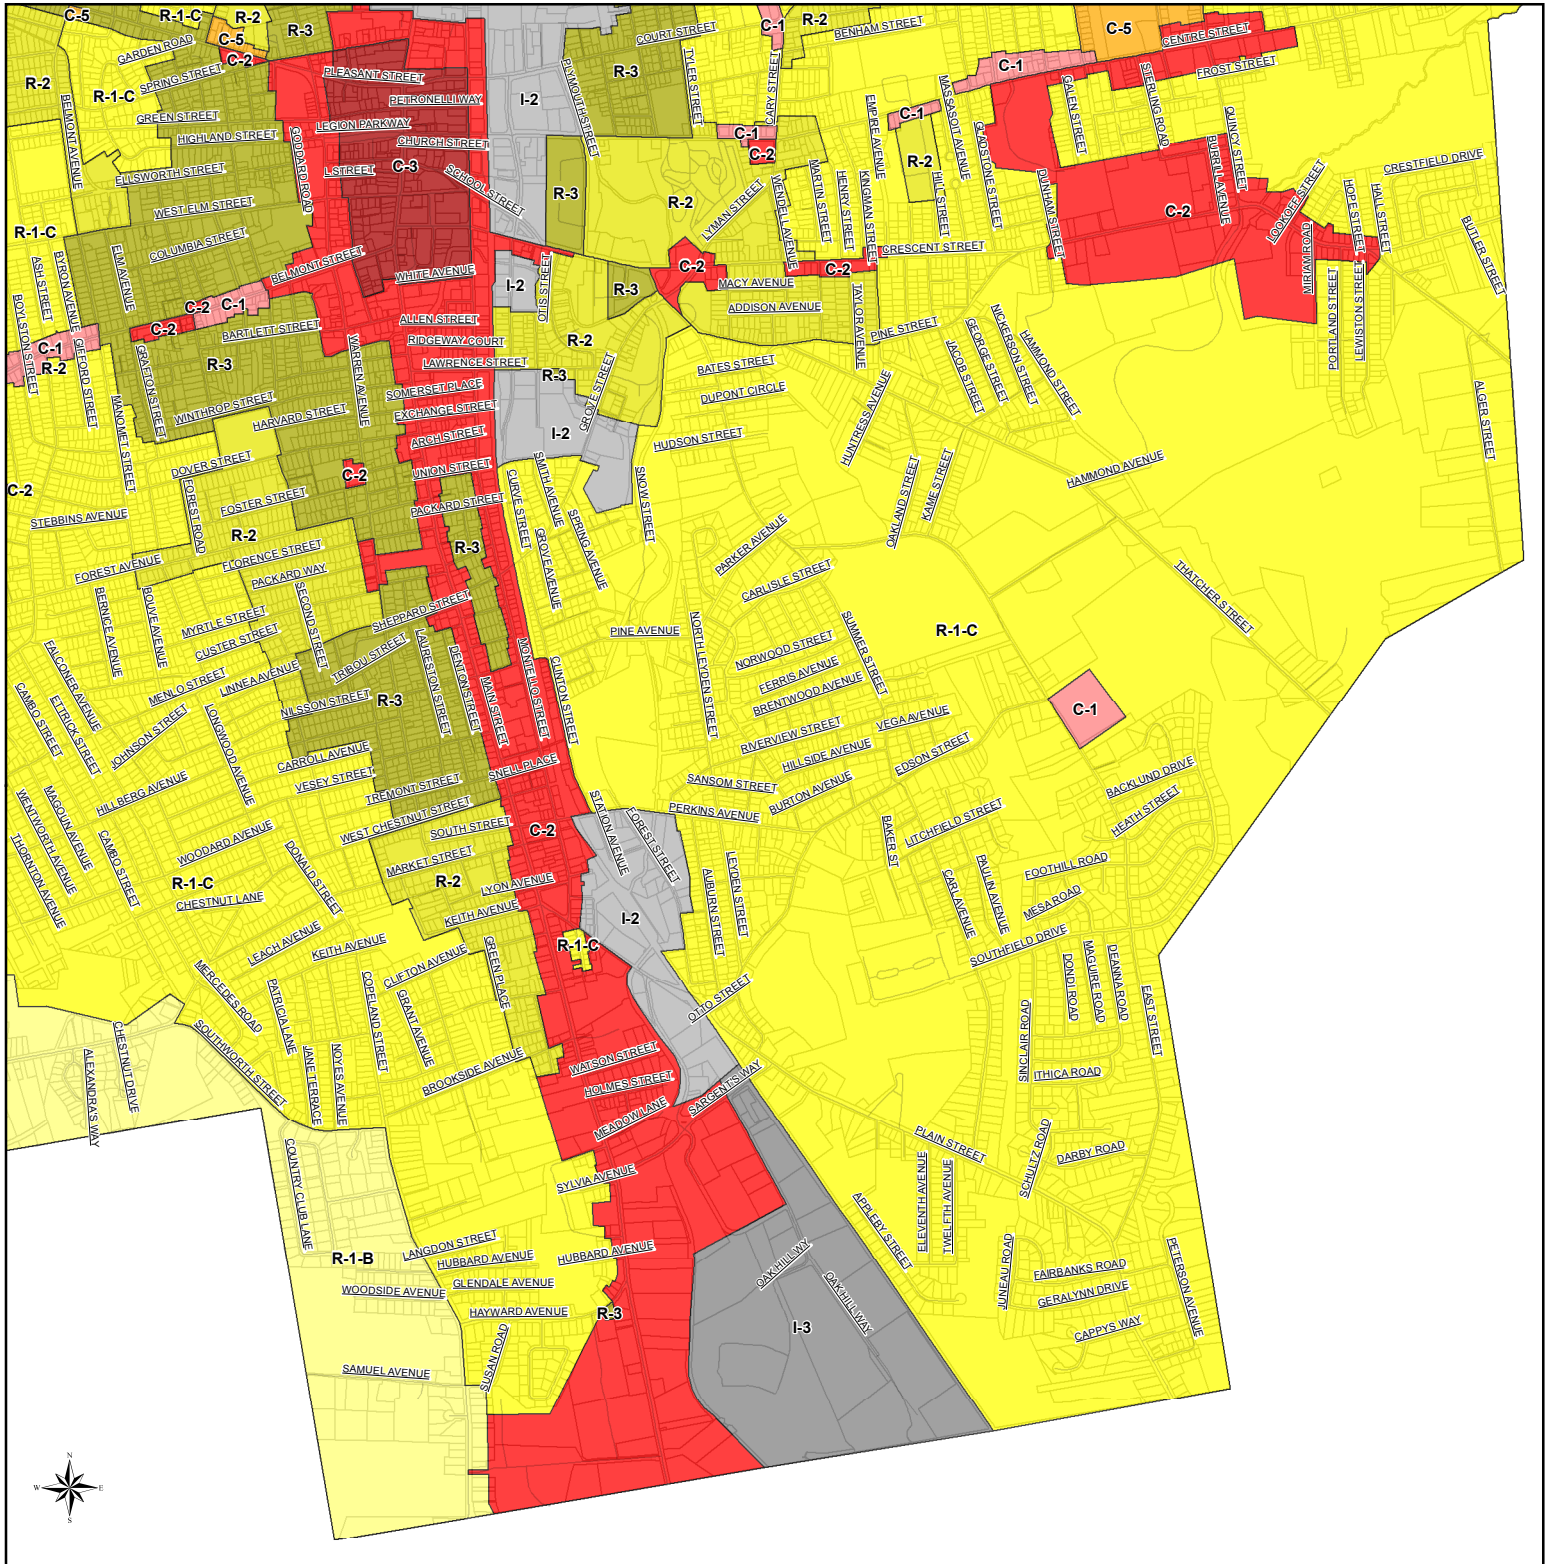 C-5
R-1-C
R-2
C-5
R-3
C-2
GARDEN ROAD
SPRING STREET
R-2
R-1-C
GREEN STREET
HIGHLAND STREET
BELMONT AVENUE
ELLSWORTH STREET
WEST ELM STREET
COLUMBIA STREET
R-1-C
ASH STREET
BYRON AVENUE
ELM AVENUE
GODDARD ROAD
BELMONT STREET
PLEASANT STREET
PETRONELLI WAY
LEGION PARKWAY
CHURCH STREET
L STREET
C-3
SCHOOL STREET
WHITE AVENUE
I-2
PLYMOUTH STREET
COURT STREET
R-3
TYLER STREET
C-1
CARY STREET
R-2
BENHAM STREET
C-1
C-2
R-3
R-2
LYMAN STREET
WENDELL AVENUE
MARTIN STREET
HENRY STREET
KINGMAN STREET
EMPIRE AVENUE
C-1
R-2
HILL STREET
MASSASOIT AVENUE
GLADSTONE STREET
C-1
C-5
CENTRE STREET
FROST STREET
GALEN STREET
STERLING ROAD
QUINCY STREET
BURRILL AVENUE
DUNHAM STREET
C-2
LOOKOFF STREET
MIRIAM ROAD
HOPE STREET
HALL STREET
CRESTFIELD DRIVE
BUTLER STREET
PORTLAND STREET
LEWISTON STREET
ALGER STREET
CRESCENT STREET
C-2
C-2
MACY AVENUE
ADDISON AVENUE
TAYLOR AVENUE
PINE STREET
OTIS STREET
I-2
R-3
R-2
BOYLSTON STREET
C-1
R-2
GIFFORD STREET
C-2
C-2
C-1
BARTLETT STREET
GRAFTON STREET
R-3
WINTHROP STREET
MANOMET STREET
HARVARD STREET
WARREN AVENUE
ALLEN STREET
RIDGEWAY COURT
LAWRENCE STREET
SOMERSET PLACE
EXCHANGE STREET
ARCH STREET
UNION STREET
PACKARD STREET
R-3
GROVE STREET
I-2
BATES STREET
DUPONT CIRCLE
HUDSON STREET
HUNTRESS AVENUE
JACOB STREET
GEORGE STREET
NICKERSON STREET
HAMMOND STREET
HAMMOND AVENUE
OAKLAND STREET
KAME STREET
THATCHER STREET
C-2
STEBBINS AVENUE
DOVER STREET
FOREST ROAD
FOSTER STREET
R-2
C-2
FOREST AVENUE
FLORENCE STREET
PACKARD WAY
BERNICE AVENUE
BOUVE AVENUE
MYRTLE STREET
CUSTER STREET
SECOND STREET
SHEPPARD STREET
TRIBOU STREET
LAURESTON STREET
DENTON STREET
MAIN STREET
MONTELLO STREET
CLINTON STREET
R-3
CURVE STREET
SMITH AVENUE
GROVE AVENUE
SPRING AVENUE
SNOW STREET
PINE AVENUE
PARKER AVENUE
CARLISLE STREET
NORTH LEYDEN STREET
NORWOOD STREET
FERRIS AVENUE
BRENTWOOD AVENUE
SUMMER STREET
R-1-C
RIVERVIEW STREET
VEGA AVENUE
HILLSIDE AVENUE
EDSON STREET
SANSOM STREET
BURTON AVENUE
PERKINS AVENUE
C-1
BACKLUND DRIVE
HEATH STREET
FALCONER AVENUE
CAMBO STREET
ETTRICK STREET
MENLO STREET
LINNEA AVENUE
NILSSON STREET
R-3
JOHNSON STREET
LONGWOOD AVENUE
CARROLL AVENUE
VESEY STREET
TREMONT STREET
SNELL PLACE
HILLBERG AVENUE
WENTWORTH AVENUE
MAGOUN AVENUE
THORNTON AVENUE
CAMBO STREET
WOODARD AVENUE
WEST CHESTNUT STREET
SOUTH STREET
MARKET STREET
R-2
LYON AVENUE
KEITH AVENUE
C-2
STATION AVENUE
FOREST STREET
I-2
R-1-C
R-1-C
CHESTNUT LANE
DONALD STREET
LEACH AVENUE
KEITH AVENUE
CLIFTON AVENUE
GREEN PLACE
AUBURN STREET
LEYDEN STREET
OTTO STREET
BAKER ST
LITCHFIELD STREET
PAULIN AVENUE
CARL AVENUE
FOOTHILL ROAD
MESA ROAD
SOUTHFIELD DRIVE
DONDI ROAD
MAGUIRE ROAD
DEANNA ROAD
EAST STREET
SINCLAIR ROAD
ITHICA ROAD
MERCEDES ROAD
PATRICIA LANE
COPELAND STREET
GRANT AVENUE
SOUTHWORTH STREET
JANE TERRACE
NOYES AVENUE
BROOKSIDE AVENUE
ALEXANDRA'S WAY
CHESTNUT DRIVE
WATSON STREET
HOLMES STREET
MEADOW LANE
SARGENT'S WAY
PLAIN STREET
SCHULTZ ROAD
DARBY ROAD
SYLVIA AVENUE
ELEVENTH AVENUE
TWELFTH AVENUE
APPLEBY STREET
COUNTRY CLUB LANE
R-1-B
LANGDON STREET
HUBBARD AVENUE
HUBBARD AVENUE
WOODSIDE AVENUE
GLENDALE AVENUE
HAYWARD AVENUE
R-3
SUSAN ROAD
SAMUEL AVENUE
OAK HILL WY
OAK HILL WAY
I-3
JUNEAU ROAD
FAIRBANKS ROAD
GERALYNN DRIVE
CAPPYS WAY
PETERSON AVENUE
N
W
E
S